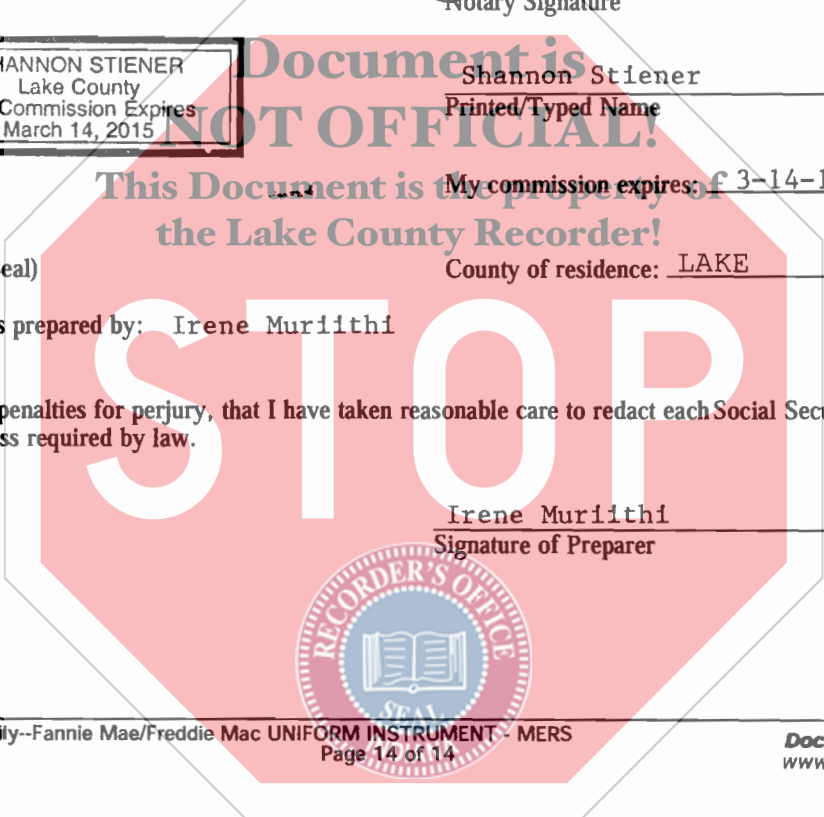 Notary Signature
HANNON STIENER
Lake County
Commission Expires
March 14, 2015
Document is
NOT OFFICIAL!
This Document is the property of
the Lake County Recorder!
Shannon Stiener
Printed/Typed Name
My commission expires: 3-14-1
eal)
County of residence: LAKE
s prepared by: Irene Muriithi
penalties for perjury, that I have taken reasonable care to redact each Social Secu
ss required by law.
STOP
Irene Muriithi
Signature of Preparer
RECORDER'S OFFICE
SEAL
ily--Fannie Mae/Freddie Mac UNIFORM INSTRUMENT - MERS
Page 14 of 14
Doc
www